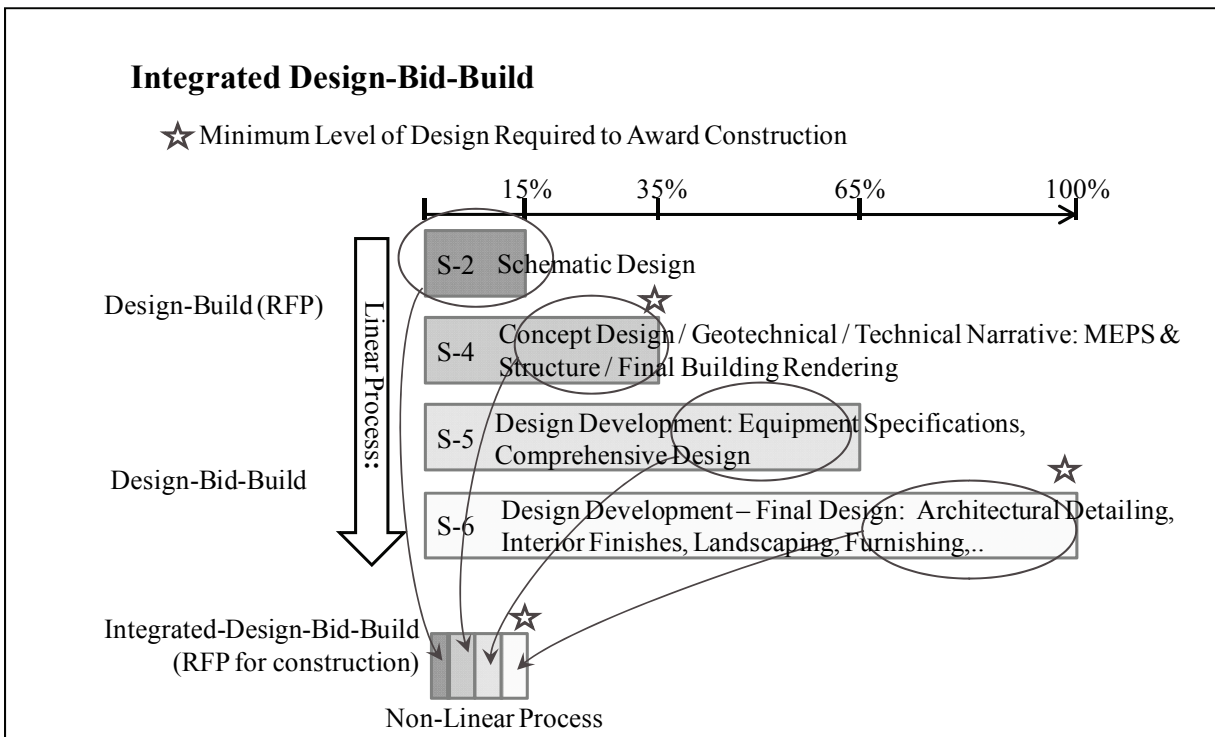 Integrated Design-Bid-Build
Minimum Level of Design Required to Award Construction
15% 35% 65% 100%
S-2 Schematic Design
Design-Build (RFP)
Linear Process:
S-4 Concept Design / Geotechnical / Technical Narrative: MEPS &
Structure / Final Building Rendering
S-5 Design Development: Equipment Specifications,
Comprehensive Design
Design-Bid-Build
S-6 Design Development – Final Design: Architectural Detailing,
Interior Finishes, Landscaping, Furnishing,..
Integrated-Design-Bid-Build
(RFP for construction)
Non-Linear Process